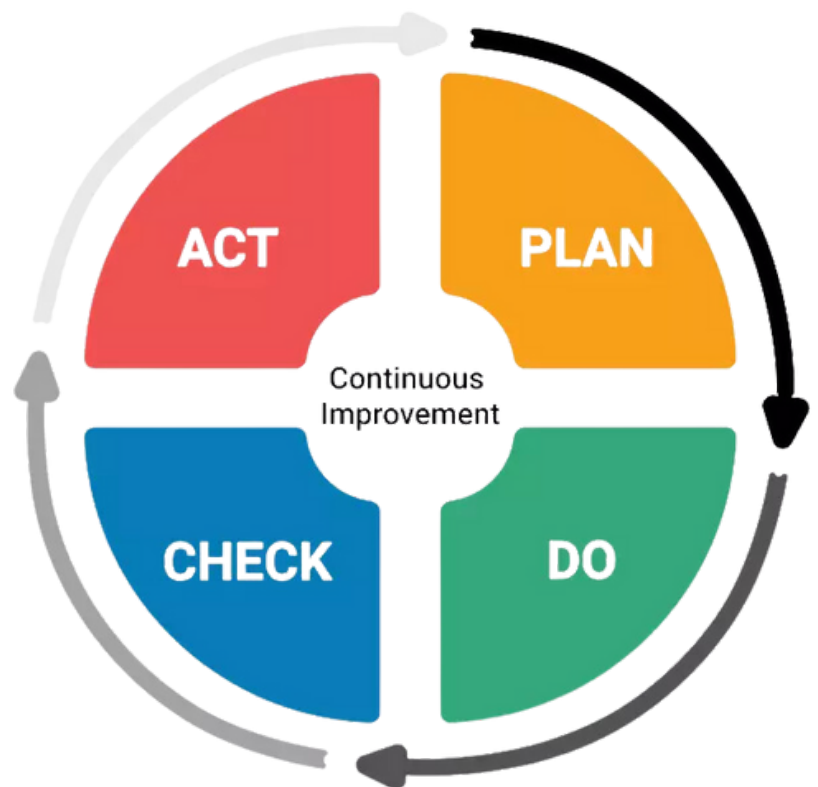 ACT
PLAN
Continuous
Improvement
CHECK
DO